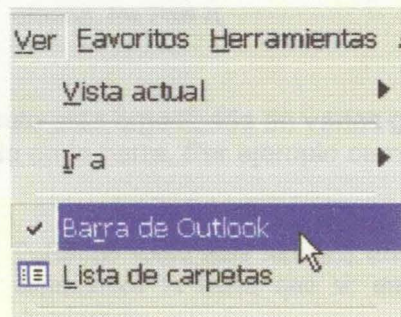 Ver Favoritos Herramientas
Vista actual
Ir a
Barra de Outlook
Lista de carpetas